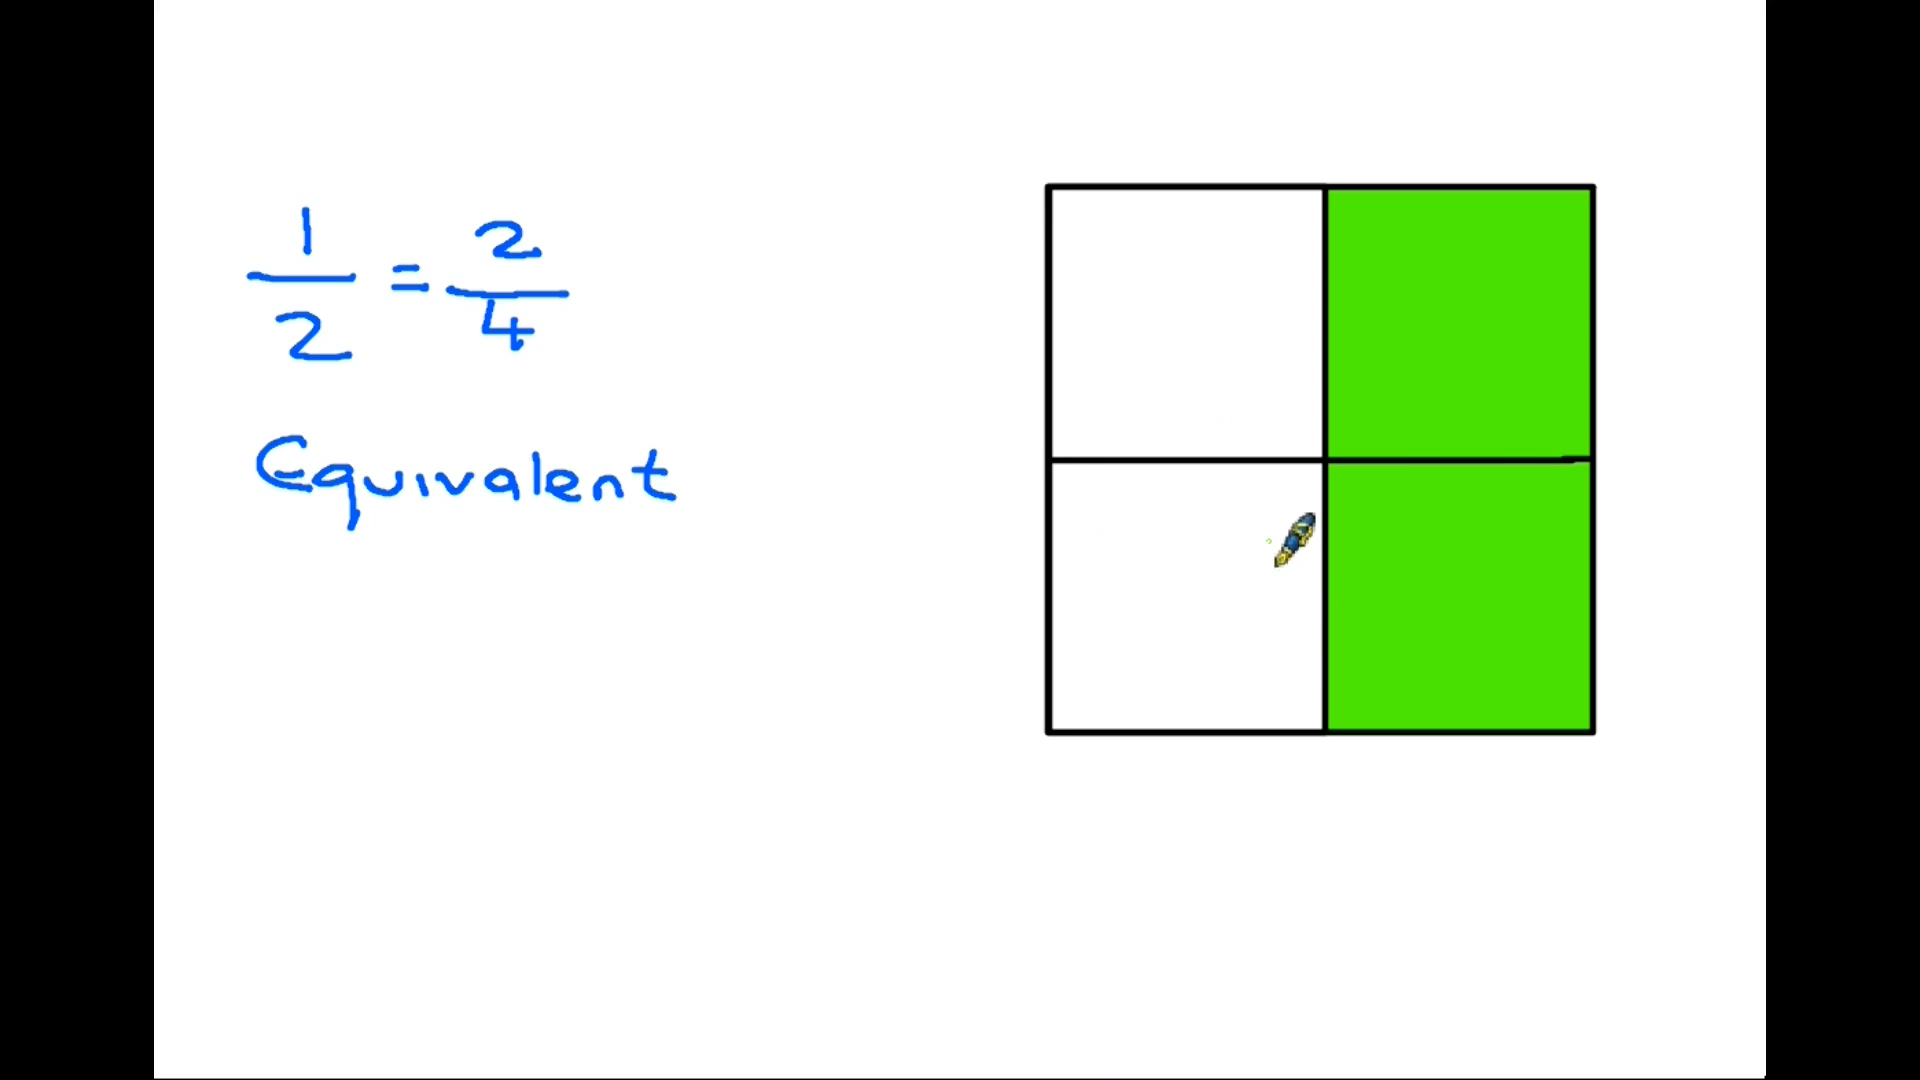 1/2 = 2/4
Equivalent